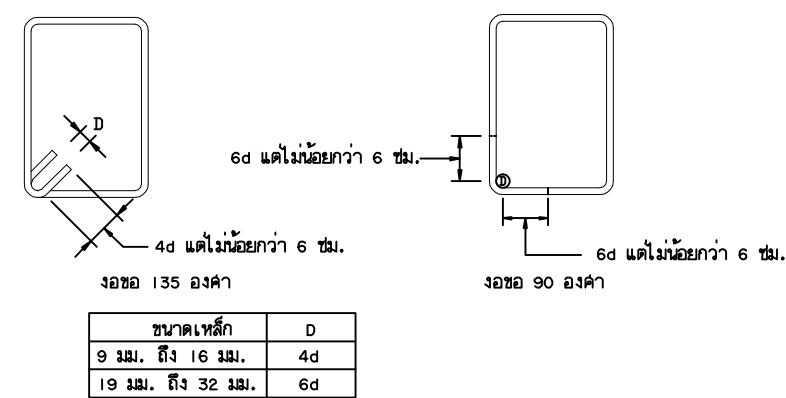 D
6d แต่ไม่น้อยกว่า 6 ซม.
D
4d แต่ไม่น้อยกว่า 6 ซม.
6d แต่ไม่น้อยกว่า 6 ซม.
งอขอ 135 องศา
งอขอ 90 องศา
ขนาดเหล็ก D
9 มม. ถึง 16 มม. 4d
19 มม. ถึง 32 มม. 6d